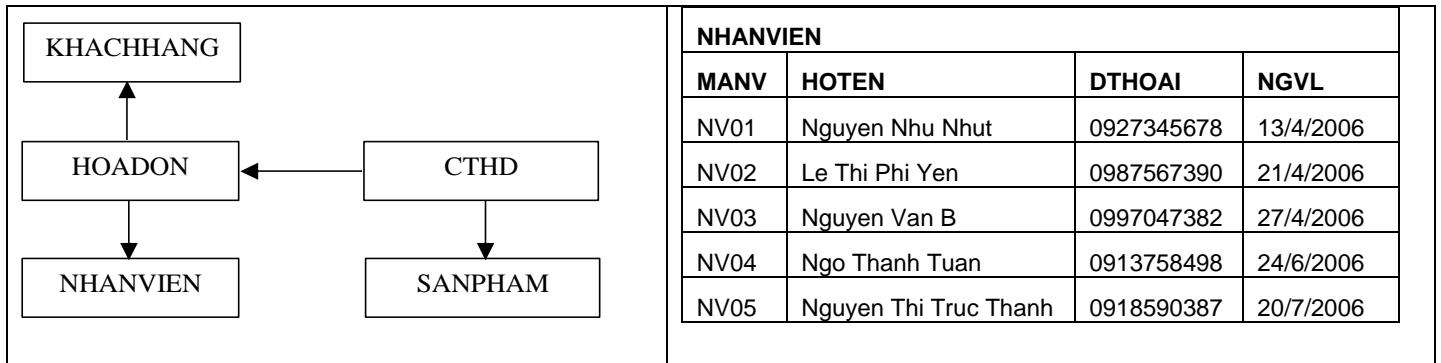 KHACHHANG
HOADON
CTHD
NHANVIEN
SANPHAM
NHANVIEN
MANV HOTEN DTHOAI NGVL
NV01 Nguyen Nhu Nhut 0927345678 13/4/2006
NV02 Le Thi Phi Yen 0987567390 21/4/2006
NV03 Nguyen Van B 0997047382 27/4/2006
NV04 Ngo Thanh Tuan 0913758498 24/6/2006
NV05 Nguyen Thi Truc Thanh 0918590387 20/7/2006